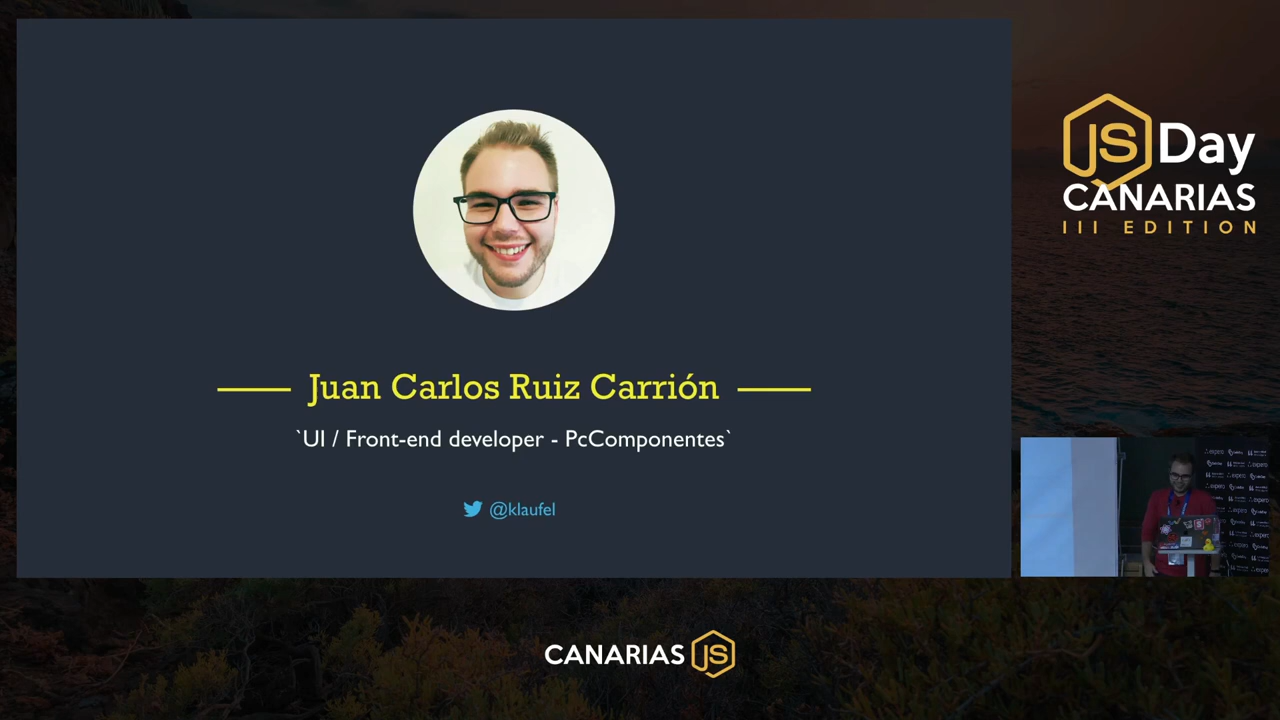 Juan Carlos Ruiz Carrión
`UI / Front-end developer - PcComponentes`
@klaufel
JS Day
CANARIAS
III EDITION
CANARIAS JS